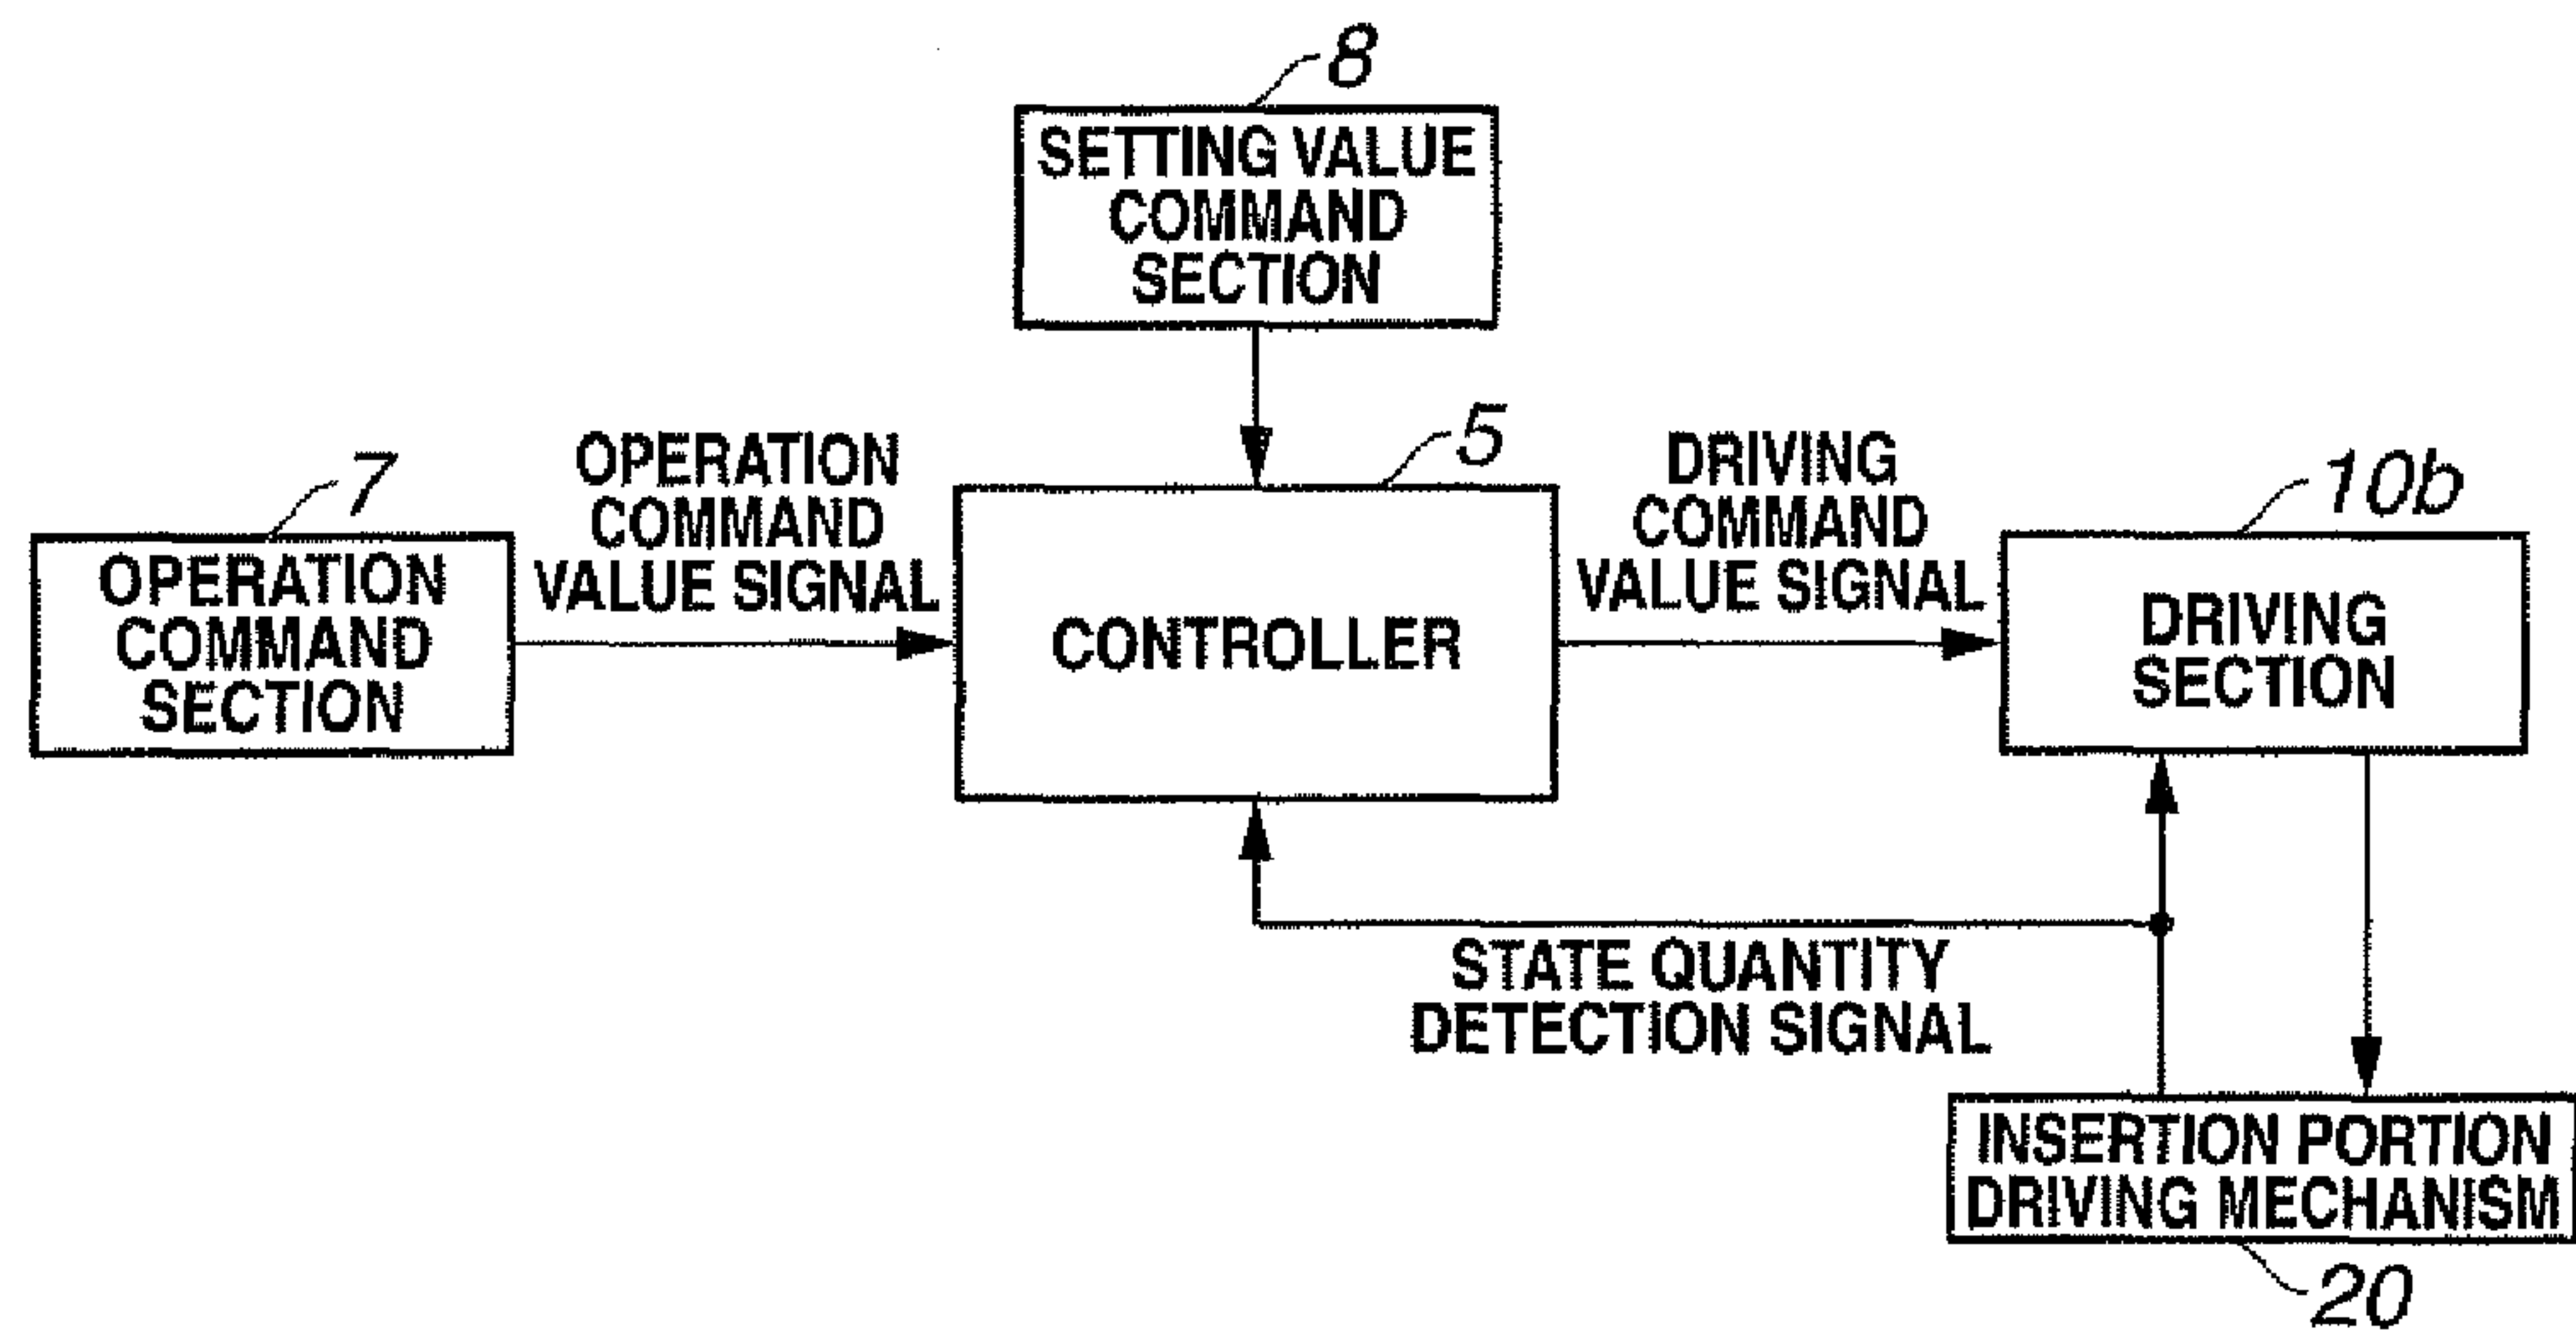 8
SETTING VALUE
COMMAND
SECTION
7
OPERATION
COMMAND
SECTION
OPERATION
COMMAND
VALUE SIGNAL
5
CONTROLLER
DRIVING
COMMAND
VALUE SIGNAL
10b
DRIVING
SECTION
STATE QUANTITY
DETECTION SIGNAL
INSERTION PORTION
DRIVING MECHANISM
20